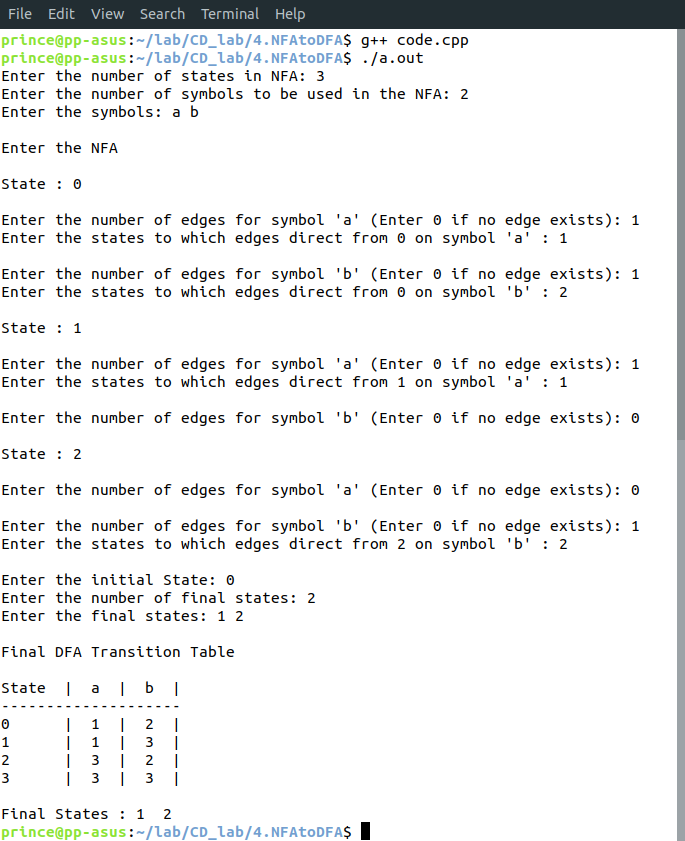 File Edit View Search Terminal Help
prince@pp-asus:~/lab/CD_lab/4.NFAtoDFA$ g++ code.cpp
prince@pp-asus:~/lab/CD_lab/4.NFAtoDFA$ ./a.out
Enter the number of states in NFA: 3
Enter the number of symbols to be used in the NFA: 2
Enter the symbols: a b

Enter the NFA

State : 0

Enter the number of edges for symbol 'a' (Enter 0 if no edge exists): 1
Enter the states to which edges direct from 0 on symbol 'a' : 1

Enter the number of edges for symbol 'b' (Enter 0 if no edge exists): 1
Enter the states to which edges direct from 0 on symbol 'b' : 2

State : 1

Enter the number of edges for symbol 'a' (Enter 0 if no edge exists): 1
Enter the states to which edges direct from 1 on symbol 'a' : 1

Enter the number of edges for symbol 'b' (Enter 0 if no edge exists): 0

State : 2

Enter the number of edges for symbol 'a' (Enter 0 if no edge exists): 0

Enter the number of edges for symbol 'b' (Enter 0 if no edge exists): 1
Enter the states to which edges direct from 2 on symbol 'b' : 2

Enter the initial State: 0
Enter the number of final states: 2
Enter the final states: 1 2

Final DFA Transition Table

State  |  a  |  b  |
--------------------
0      |  1  |  2  |
1      |  1  |  3  |
2      |  3  |  2  |
3      |  3  |  3  |

Final States : 1  2
prince@pp-asus:~/lab/CD_lab/4.NFAtoDFA$